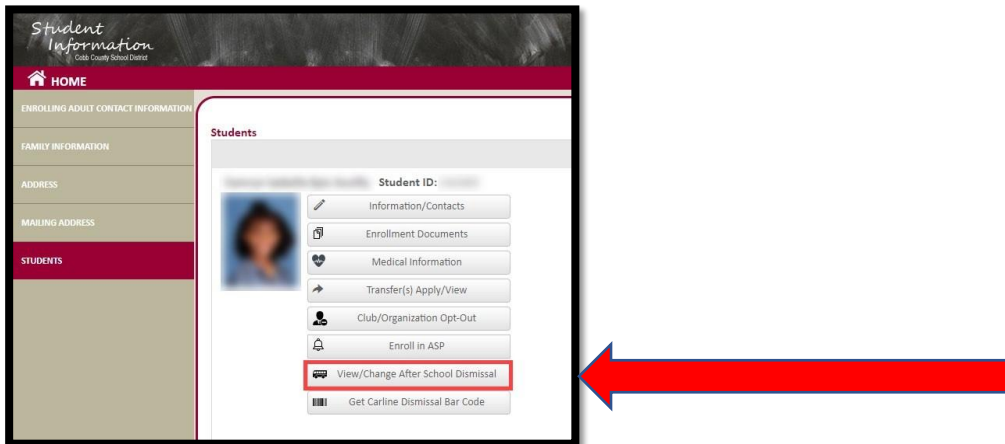 Student
Information
Cobb County School District
HOME
ENROLLING ADULT CONTACT INFORMATION
FAMILY INFORMATION
ADDRESS
MAILING ADDRESS
STUDENTS
Students
Student ID:
Information/Contacts
Enrollment Documents
Medical Information
Transfer(s) Apply/View
Club/Organization Opt-Out
Enroll in ASP
View/Change After School Dismissal
Get Carline Dismissal Bar Code